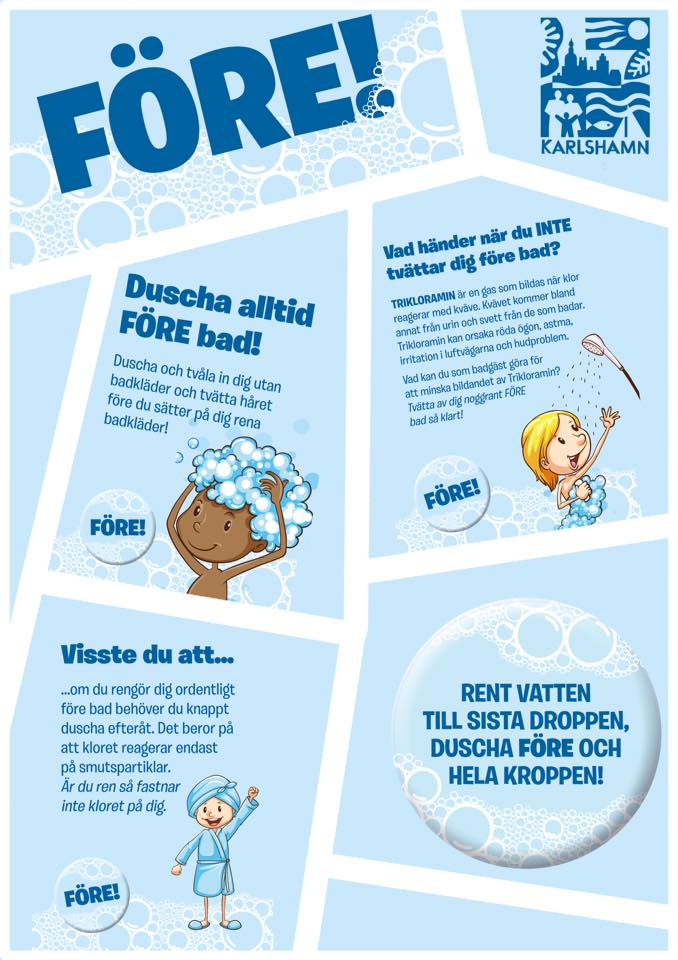 FÖRE!
KARLSHAMN
Duscha alltid
FÖRE bad!
Duscha och tvåla in dig utan
badkläder och tvätta håret
före du sätter på dig rena
badkläder!
FÖRE!
Vad händer när du INTE
tvättar dig före bad?
TRIKLORAMIN är en gas som bildas när klor
reagerar med kväve. Kvävet kommer bland
annat från urin och svett från de som badar.
Trikloramin kan orsaka röda ögon, astma,
irritation i luftvägarna och hudproblem.
Vad kan du som badgäst göra för
att minska bildandet av Trikloramin?
Tvätta av dig noggrant FÖRE
bad så klart!
FÖRE!
Visste du att...
...om du rengör dig ordentligt
före bad behöver du knappt
duscha efteråt. Det beror på
att kloret reagerar endast
på smutspartiklar.
Är du ren så fastnar
inte kloret på dig.
FÖRE!
RENT VATTEN
TILL SISTA DROPPEN,
DUSCHA FÖRE OCH
HELA KROPPEN!